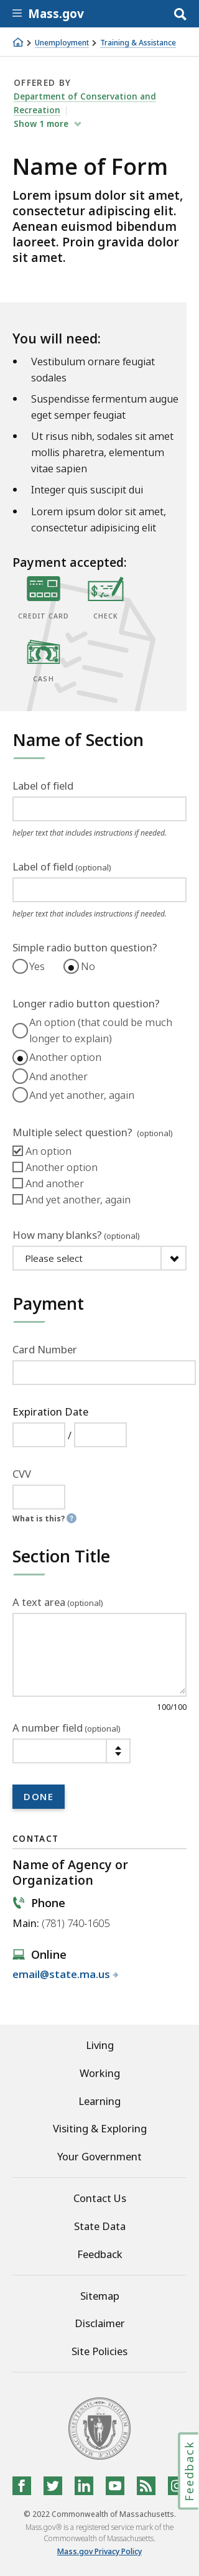 Mass.gov
Unemployment > Training & Assistance
OFFERED BY
Department of Conservation and
Recreation
Show 1 more
Name of Form
Lorem ipsum dolor sit amet,
consectetur adipiscing elit.
Aenean euismod bibendum
laoreet. Proin gravida dolor
sit amet.
You will need:
• Vestibulum ornare feugiat
sodales
• Suspendisse fermentum augue
eget semper feugiat
• Ut risus nibh, sodales sit amet
mollis pharetra, elementum
vitae sapien
• Integer quis suscipit dui
• Lorem ipsum dolor sit amet,
consectetur adipisicing elit
Payment accepted:
CREDIT CARD CHECK
CASH
Name of Section
Label of field
helper text that includes instructions if needed.
Label of field (optional)
helper text that includes instructions if needed.
Simple radio button question?
Yes No
Longer radio button question?
An option (that could be much
longer to explain)
Another option
And another
And yet another, again
Multiple select question? (optional)
An option
Another option
And another
And yet another, again
How many blanks? (optional)
Please select
Payment
Card Number
Expiration Date
/
CVV
What is this? ?
Section Title
A text area (optional)
100/100
A number field (optional)
DONE
CONTACT
Name of Agency or
Organization
Phone
Main: (781) 740-1605
Online
email@state.ma.us
Living
Working
Learning
Visiting & Exploring
Your Government
Contact Us
State Data
Feedback
Sitemap
Disclaimer
Site Policies
Feedback
© 2022 Commonwealth of Massachusetts.
Mass.gov® is a registered service mark of the
Commonwealth of Massachusetts.
Mass.gov Privacy Policy